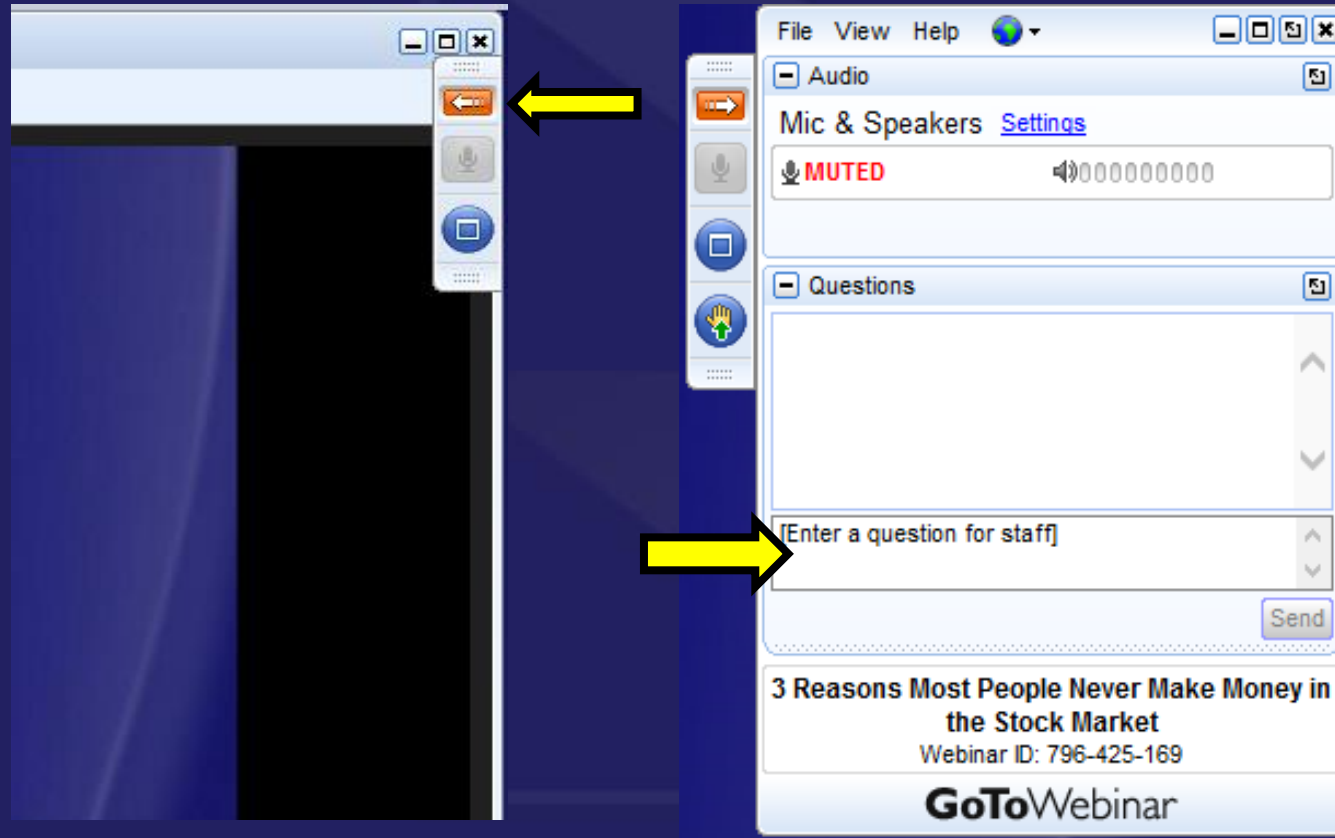 File View Help
Audio
Mic & Speakers Settings
MUTED
Questions
[Enter a question for staff]
Send
3 Reasons Most People Never Make Money in
the Stock Market
Webinar ID: 796-425-169
GoToWebinar